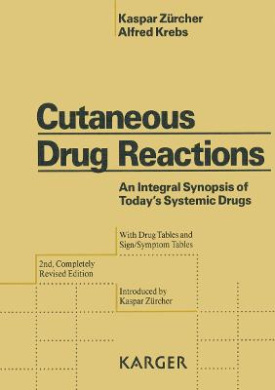 Kaspar Zürcher
Alfred Krebs
Cutaneous
Drug Reactions
An Integral Synopsis of
Today's Systemic Drugs
With Drug Tables and
Sign/Symptom Tables
2nd, Completely
Revised Edition
Introduced by
Kaspar Zürcher
KARGER